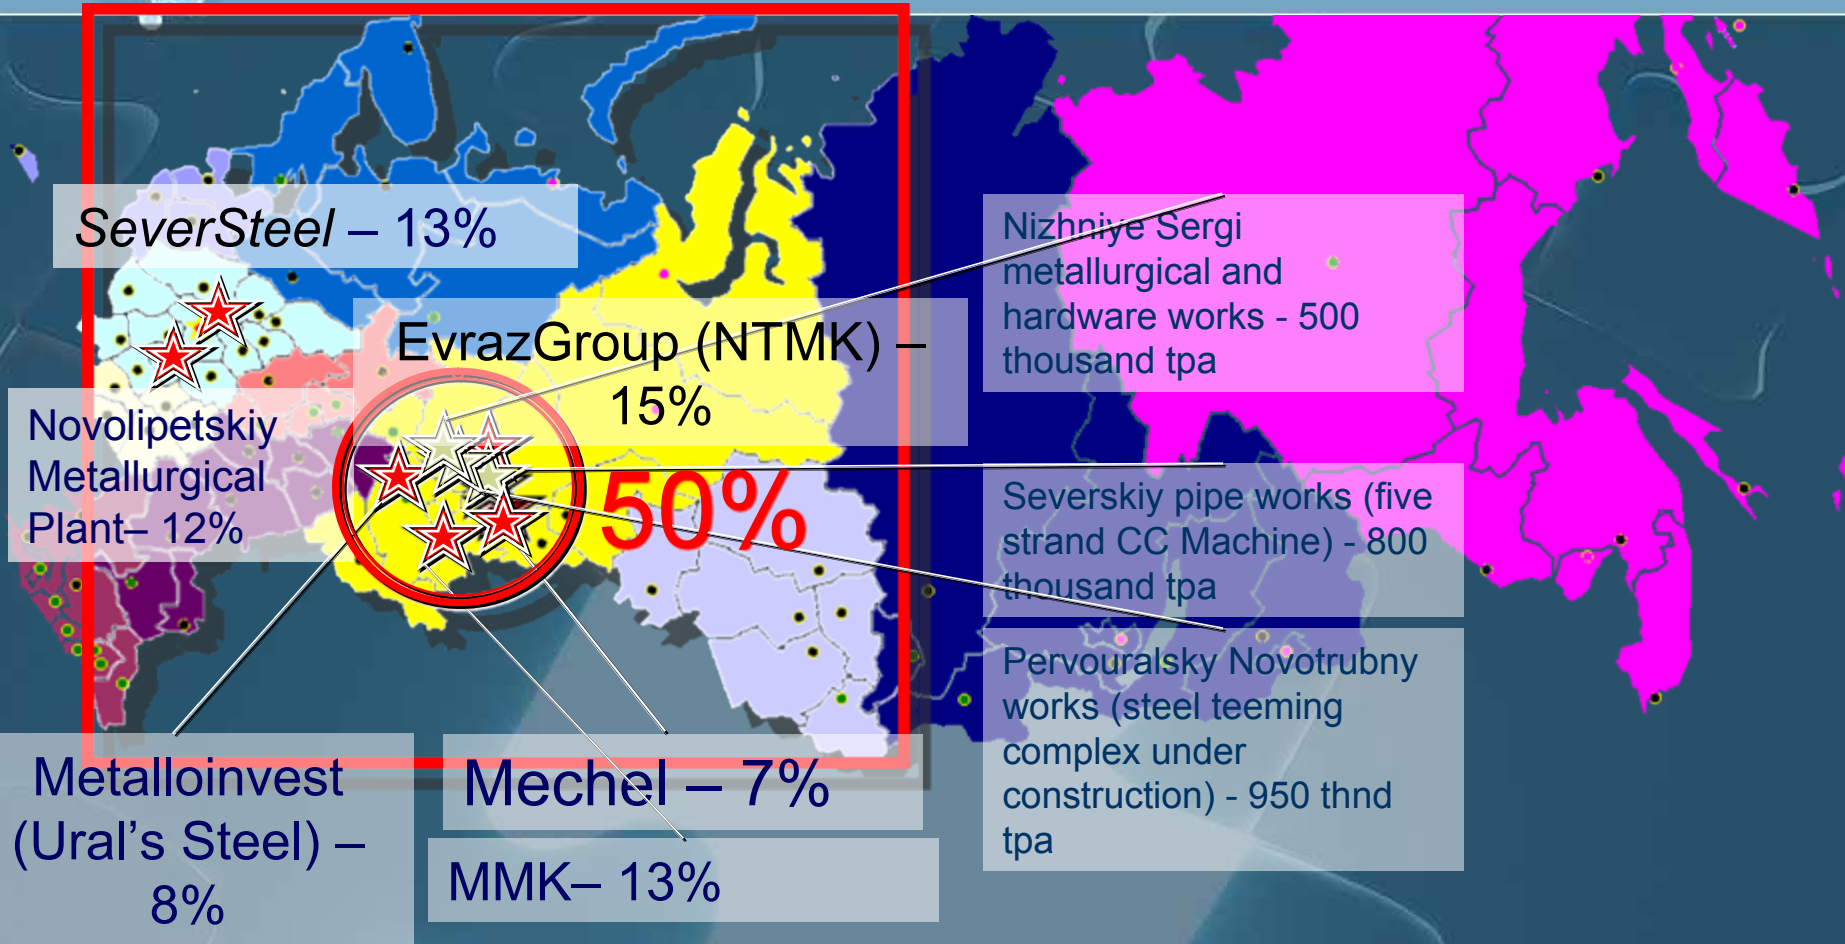 SeverSteel – 13%
EvrazGroup (NTMK) –
15%
Novolipetskiy
Metallurgical
Plant– 12%
50%
Nizhniye Sergi
metallurgical and
hardware works - 500
thousand tpa
Severskiy pipe works (five
strand CC Machine) - 800
thousand tpa
Pervouralsky Novotrubny
works (steel teeming
complex under
construction) - 950 thnd
tpa
Metalloinvest
(Ural’s Steel) –
8%
Mechel – 7%
MMK– 13%